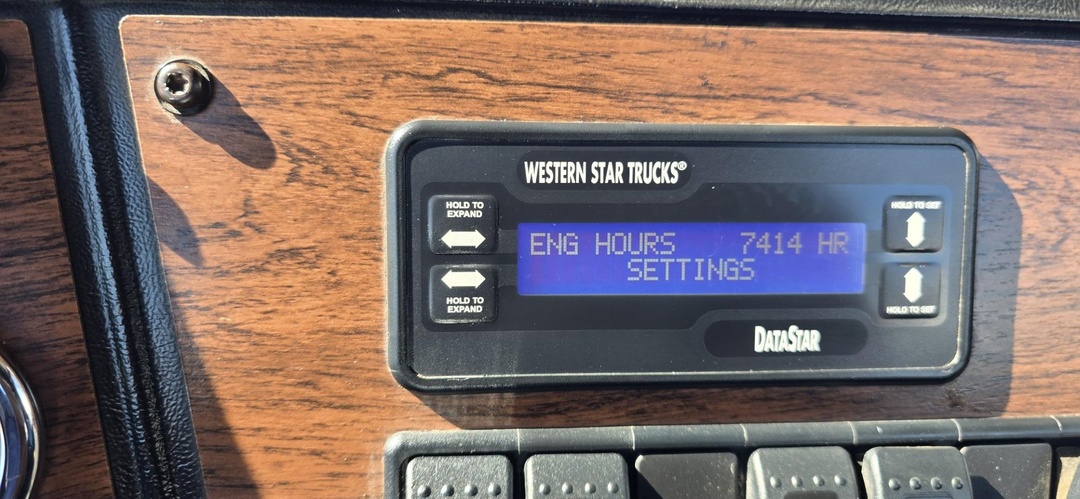 WESTERN STAR TRUCKS®
HOLD TO
EXPAND
HOLD TO SET
ENG HOURS 7414 HR
SETTINGS
HOLD TO
EXPAND
HOLD TO SET
DATASTAR